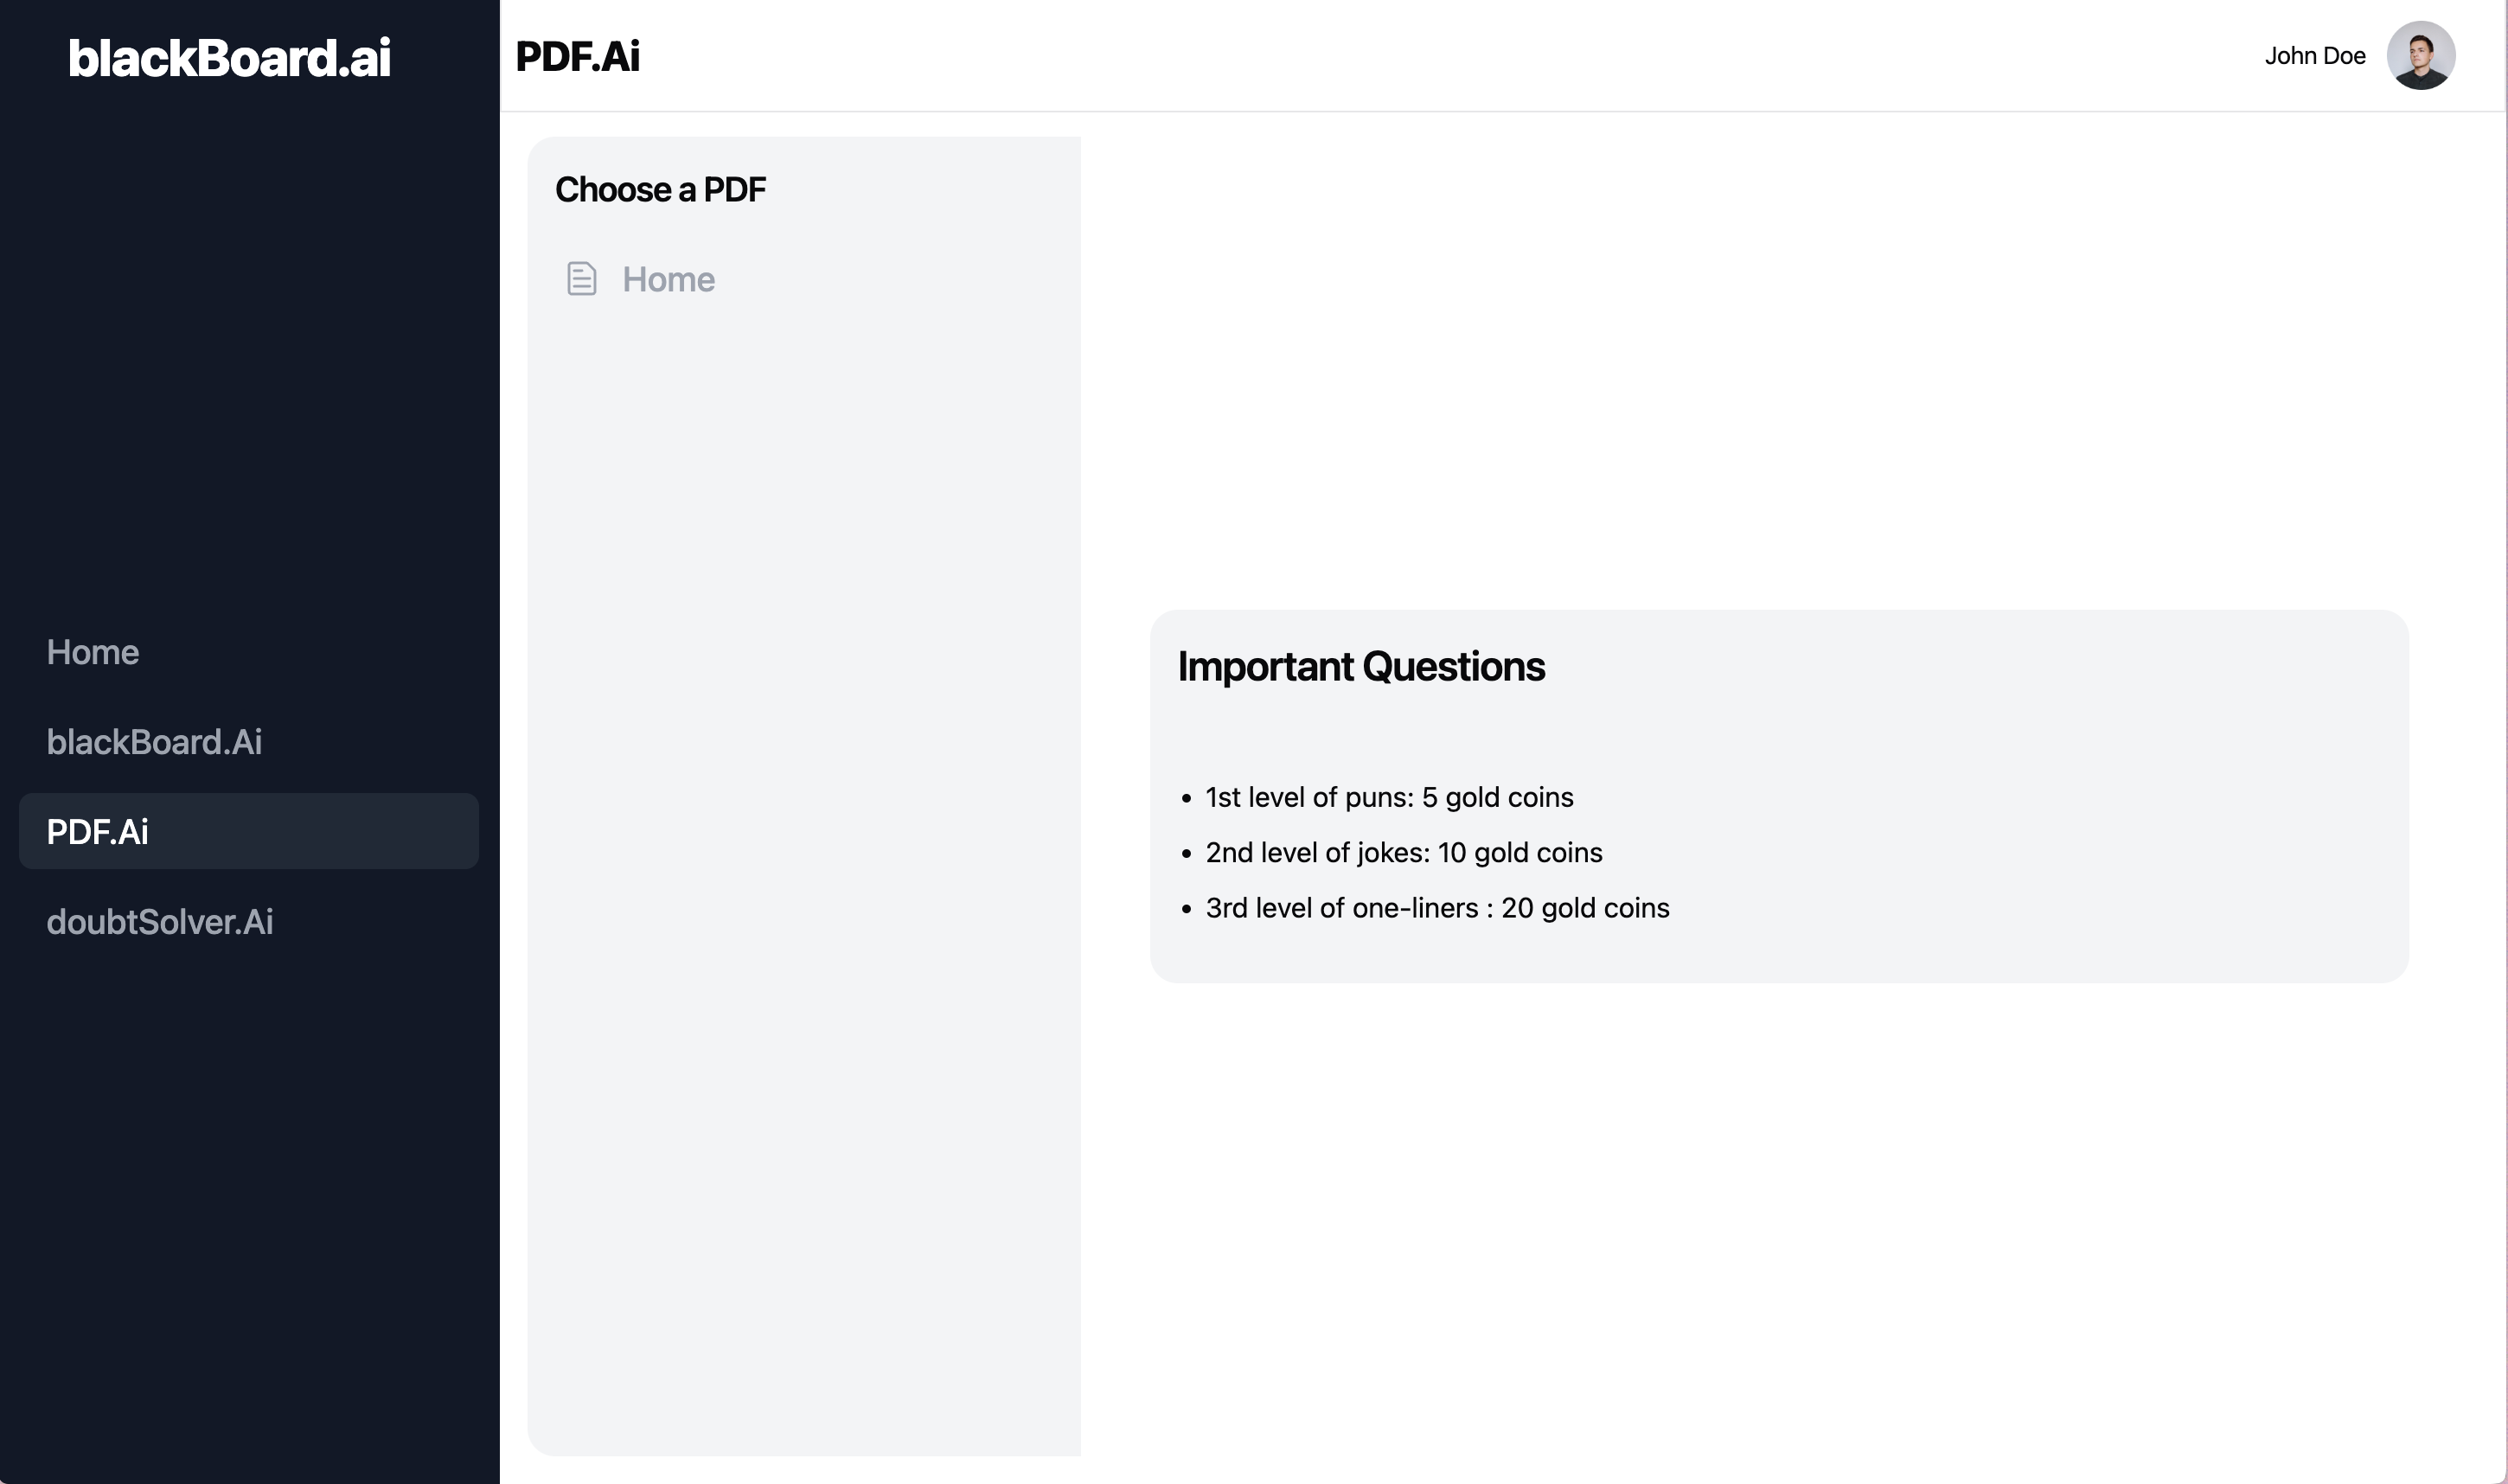 blackBoard.ai
Home
blackBoard.Ai
PDF.Ai
doubtSolver.Ai
PDF.Ai
John Doe
Choose a PDF
Home
Important Questions
• 1st level of puns: 5 gold coins
• 2nd level of jokes: 10 gold coins
• 3rd level of one-liners : 20 gold coins